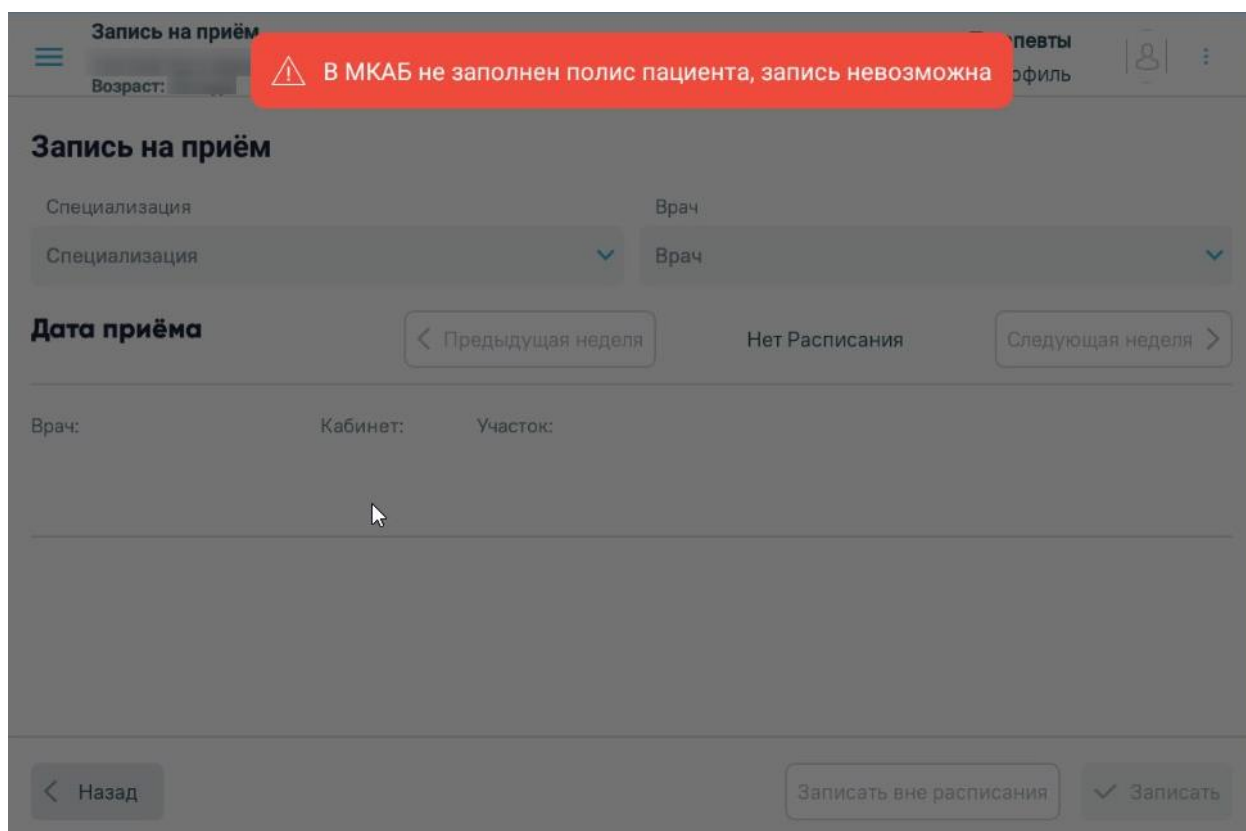 Запись на приём
В МКАБ не заполнен полис пациента, запись невозможна
Возраст:
Запись на приём
Специализация
Врач
Специализация
Врач
Дата приёма
Предыдущая неделя
Нет Расписания
Следующая неделя
Врач:
Кабинет:
Участок:
Назад
Записать вне расписания
Записать